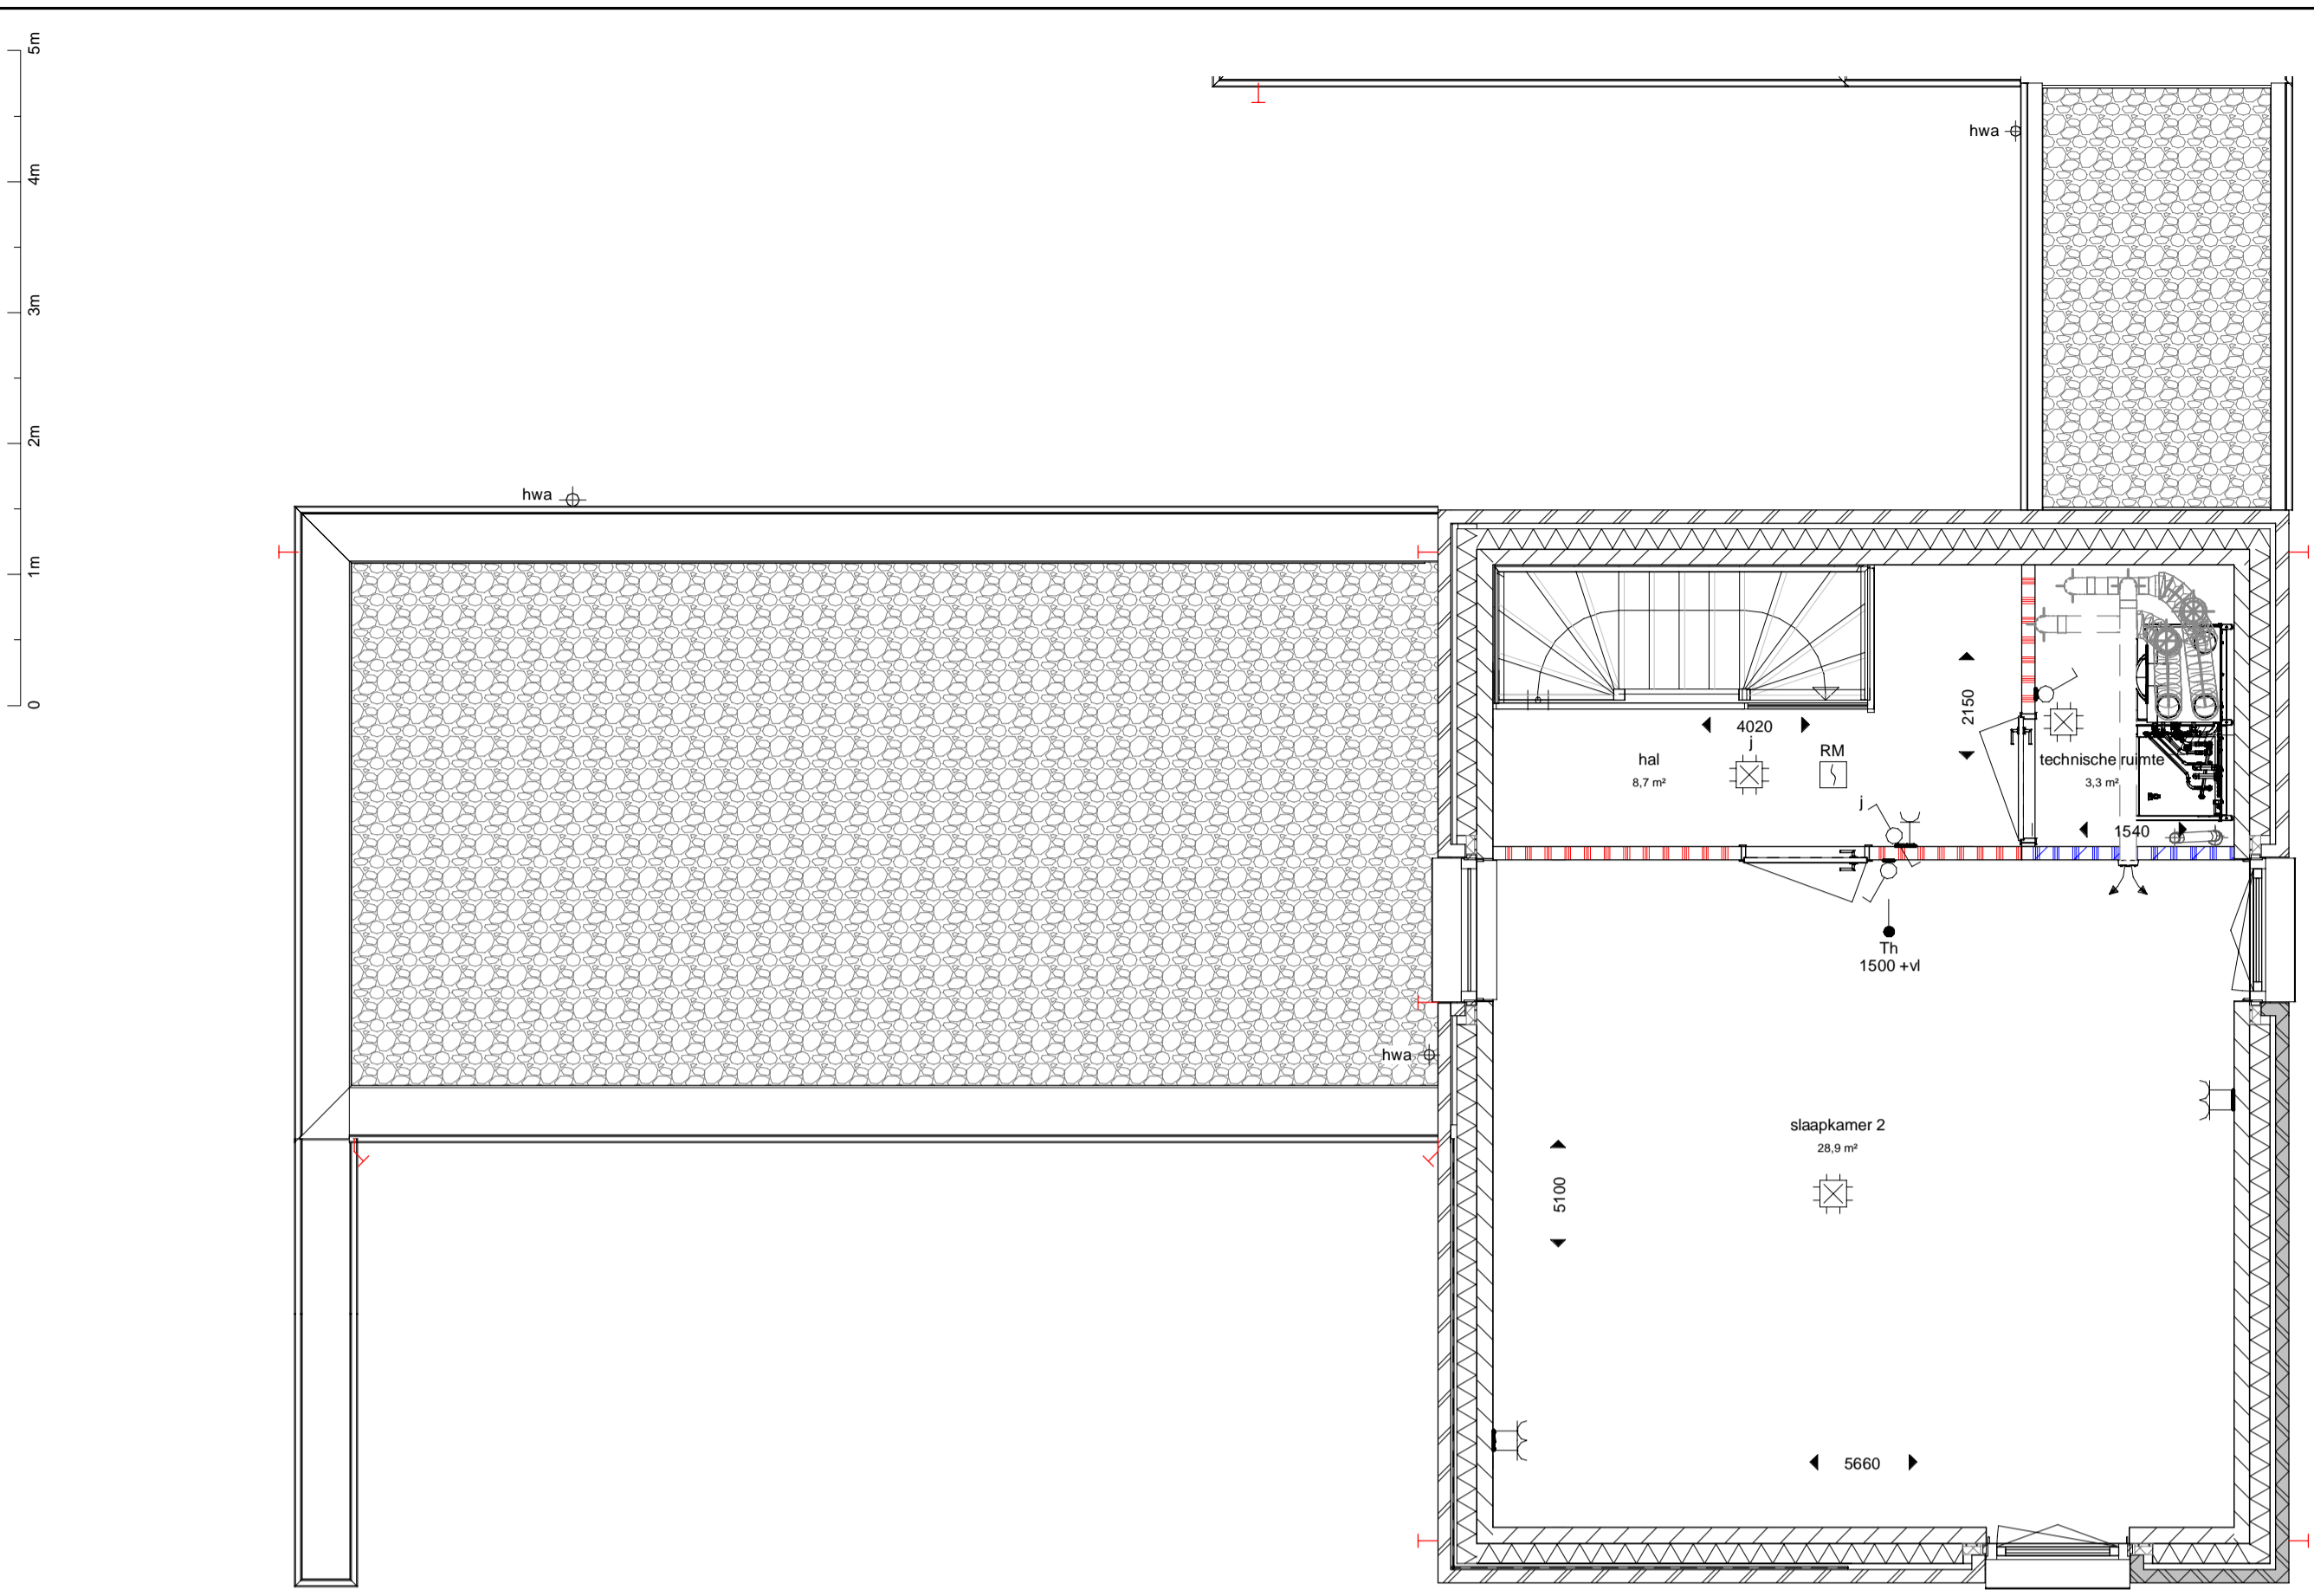 5m
4m
3m
2m
1m
0
hwa
hwa
hwa
4020
j
RM
hal
8,7 m²
2150
technische ruimte
3,3 m²
1540
j
Th
1500 +vl
slaapkamer 2
28,9 m²
5100
5660